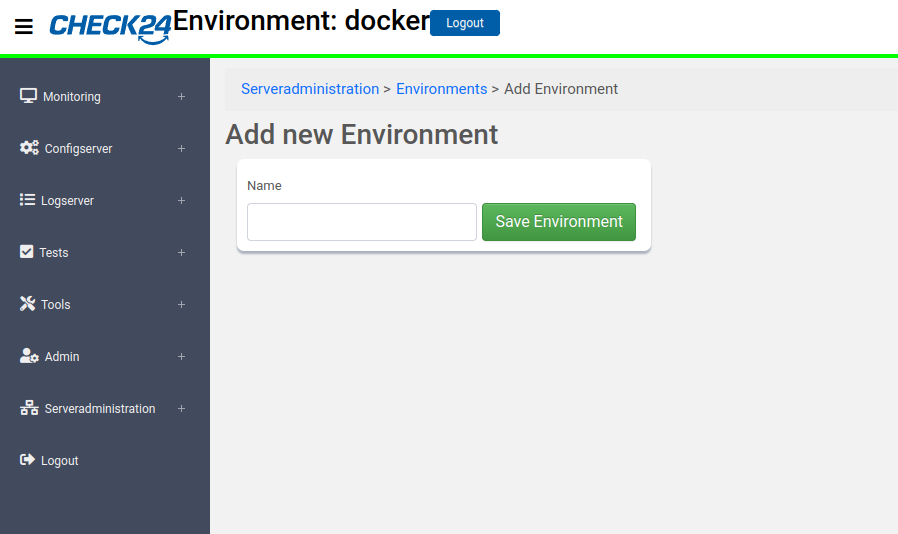 CHECK24 Environment: docker Logout
Serveradministration > Environments > Add Environment
Add new Environment
Name
Save Environment
Monitoring +
Configserver +
Logserver +
Tests +
Tools +
Admin +
Serveradministration +
Logout